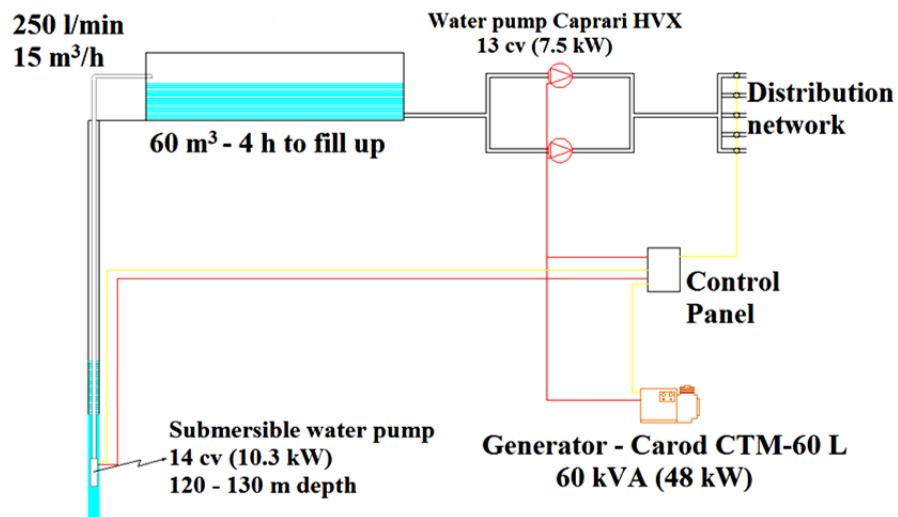 250 l/min
15 m³/h
Water pump Caprari HVX
13 cv (7.5 kW)
60 m³ - 4 h to fill up
Distribution
network
Control
Panel
Submersible water pump
14 cv (10.3 kW)
120 - 130 m depth
Generator - Carod CTM-60 L
60 kVA (48 kW)